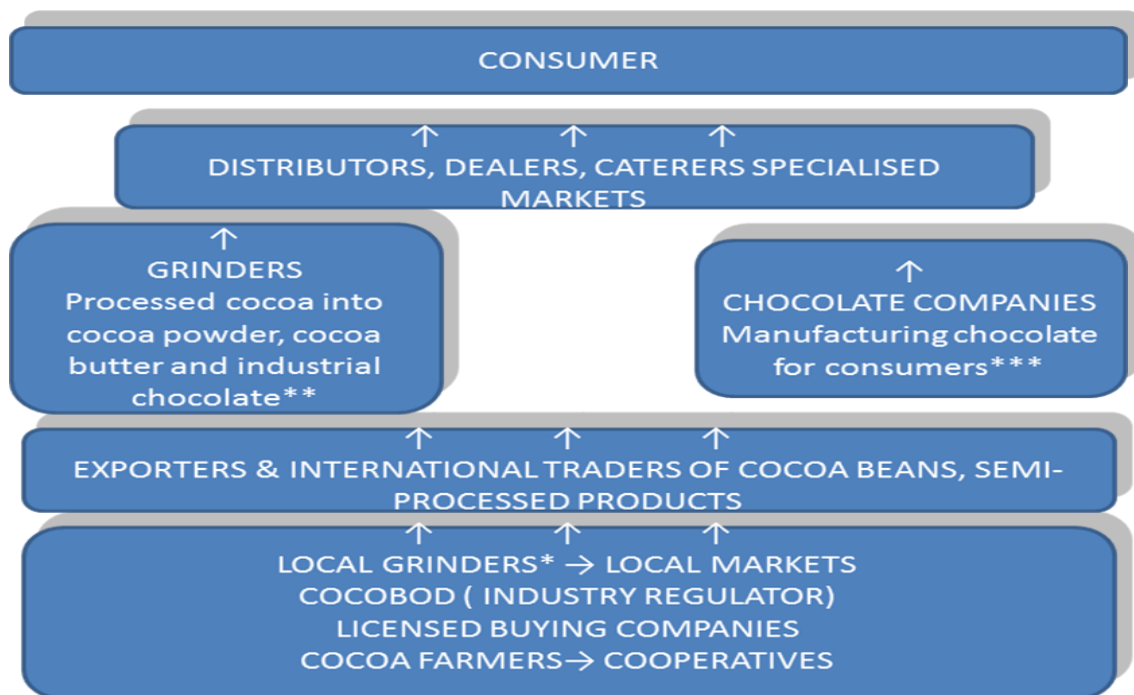 CONSUMER
↑ ↑ ↑
DISTRIBUTORS, DEALERS, CATERERS SPECIALISED
MARKETS
↑
GRINDERS
Processed cocoa into
cocoa powder, cocoa
butter and industrial
chocolate**
↑
CHOCOLATE COMPANIES
Manufacturing chocolate
for consumers***
↑ ↑ ↑
EXPORTERS & INTERNATIONAL TRADERS OF COCOA BEANS, SEMI-
PROCESSED PRODUCTS
↑ ↑ ↑
LOCAL GRINDERS* → LOCAL MARKETS
COCOBOD ( INDUSTRY REGULATOR)
LICENSED BUYING COMPANIES
COCOA FARMERS→ COOPERATIVES